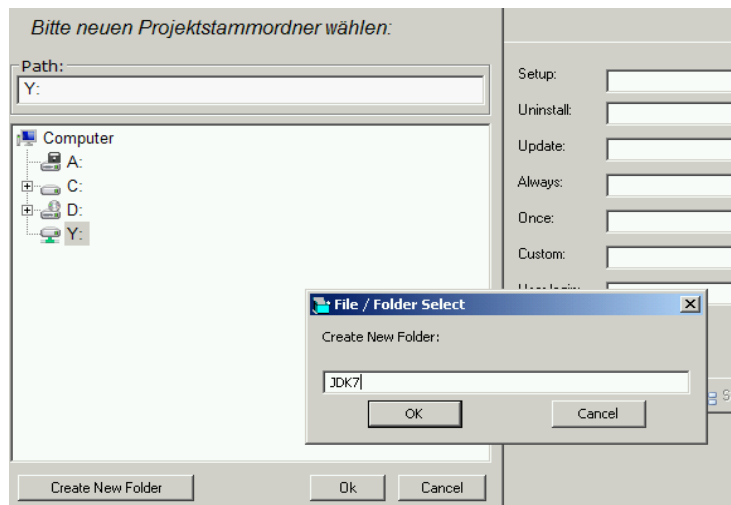 Bitte neuen Projektstammordner wählen:
Path:
Y:
Computer
A:
C:
D:
Y:
Create New Folder
Ok
Cancel
Setup:
Uninstall:
Update:
Always:
Once:
Custom:
File / Folder Select
Create New Folder:
JDK7
OK
Cancel